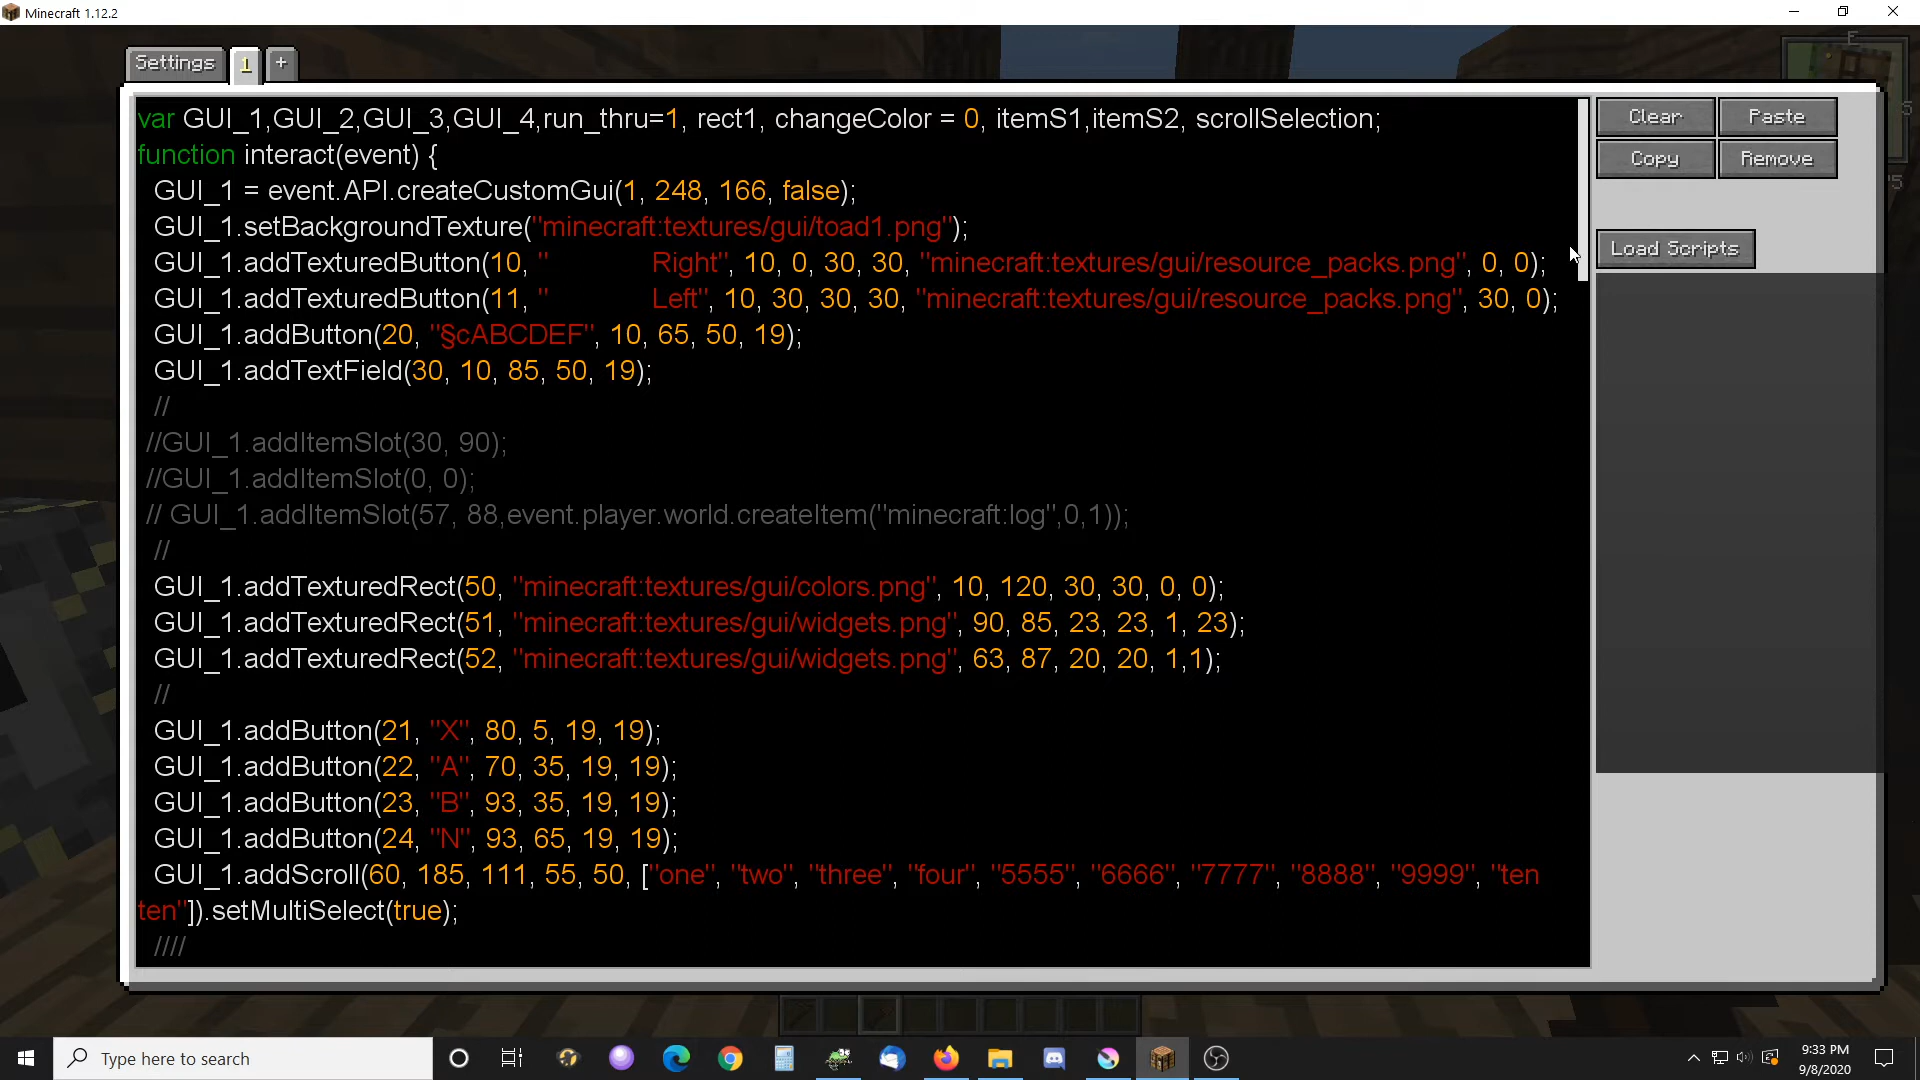 Minecraft 1.12.2
E
Settings
1
+
var GUI_1,GUI_2,GUI_3,GUI_4,run_thru=1, rect1, changeColor = 0, itemS1,itemS2, scrollSelection;
function interact(event) {
GUI_1 = event.API.createCustomGui(1, 248, 166, false);
GUI_1.setBackgroundTexture("minecraft:textures/gui/toad1.png");
GUI_1.addTexturedButton(10, "            Right", 10, 0, 30, 30, "minecraft:textures/gui/resource_packs.png", 0, 0);
GUI_1.addTexturedButton(11, "            Left", 10, 30, 30, 30, "minecraft:textures/gui/resource_packs.png", 30, 0);
GUI_1.addButton(20, "§cABCDEF", 10, 65, 50, 19);
GUI_1.addTextField(30, 10, 85, 50, 19);
//
//GUI_1.addItemSlot(30, 90);
//GUI_1.addItemSlot(0, 0);
// GUI_1.addItemSlot(57, 88,event.player.world.createItem("minecraft:log",0,1));
//
GUI_1.addTexturedRect(50, "minecraft:textures/gui/colors.png", 10, 120, 30, 30, 0, 0);
GUI_1.addTexturedRect(51, "minecraft:textures/gui/widgets.png", 90, 85, 23, 23, 1, 23);
GUI_1.addTexturedRect(52, "minecraft:textures/gui/widgets.png", 63, 87, 20, 20, 1,1);
//
GUI_1.addButton(21, "X", 80, 5, 19, 19);
GUI_1.addButton(22, "A", 70, 35, 19, 19);
GUI_1.addButton(23, "B", 93, 35, 19, 19);
GUI_1.addButton(24, "N", 93, 65, 19, 19);
GUI_1.addScroll(60, 185, 111, 55, 50, ["one", "two", "three", "four", "5555", "6666", "7777", "8888", "9999", "ten
ten"]).setMultiSelect(true);
////
Clear
Paste
Copy
Remove
Load Scripts
Type here to search
9:33 PM
9/8/2020